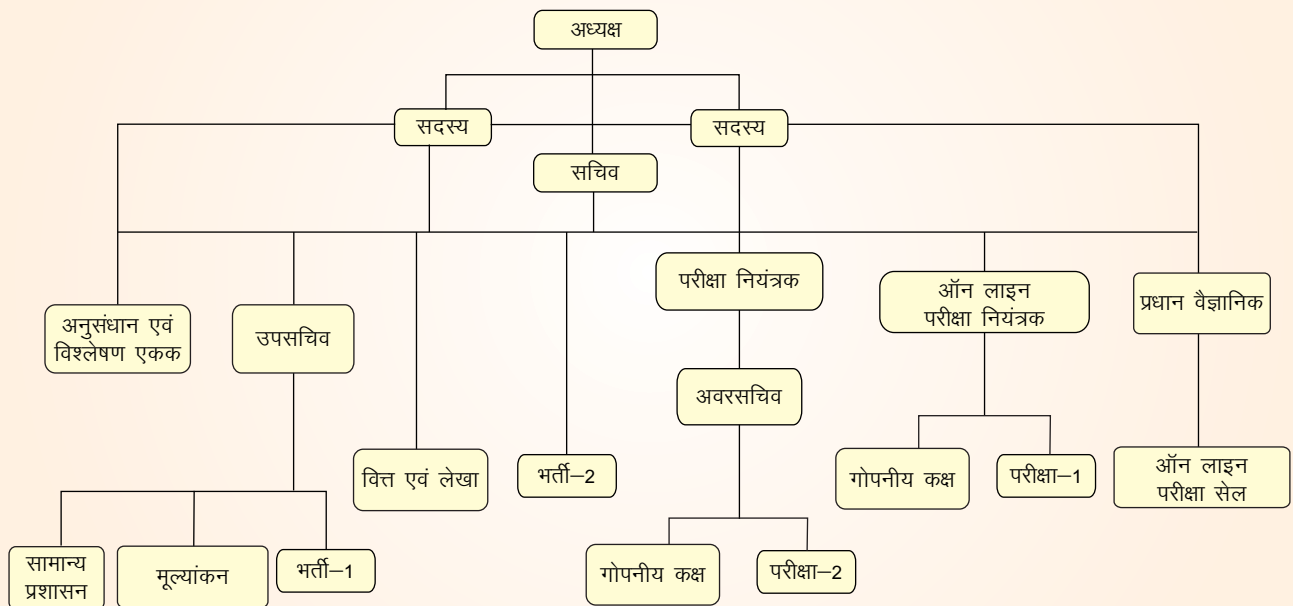 अध्यक्ष
सदस्य
सदस्य
सचिव
अनुसंधान एवं
विश्लेषण एकक
उपसचिव
परीक्षा नियंत्रक
ऑन लाइन
परीक्षा नियंत्रक
प्रधान वैज्ञानिक
अवरसचिव
वित्त एवं लेखा
भर्ती–2
गोपनीय कक्ष
परीक्षा–1
ऑन लाइन
परीक्षा सेल
सामान्य
प्रशासन
मूल्यांकन
भर्ती–1
गोपनीय कक्ष
परीक्षा–2